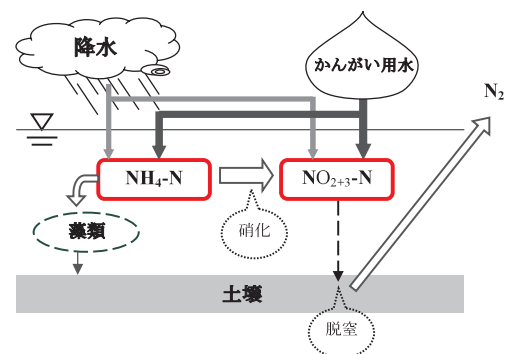 降水
かんがい用水
N₂
NH₄-N
NO₂₊₃-N
硝化
藻類
土壌
脱窒